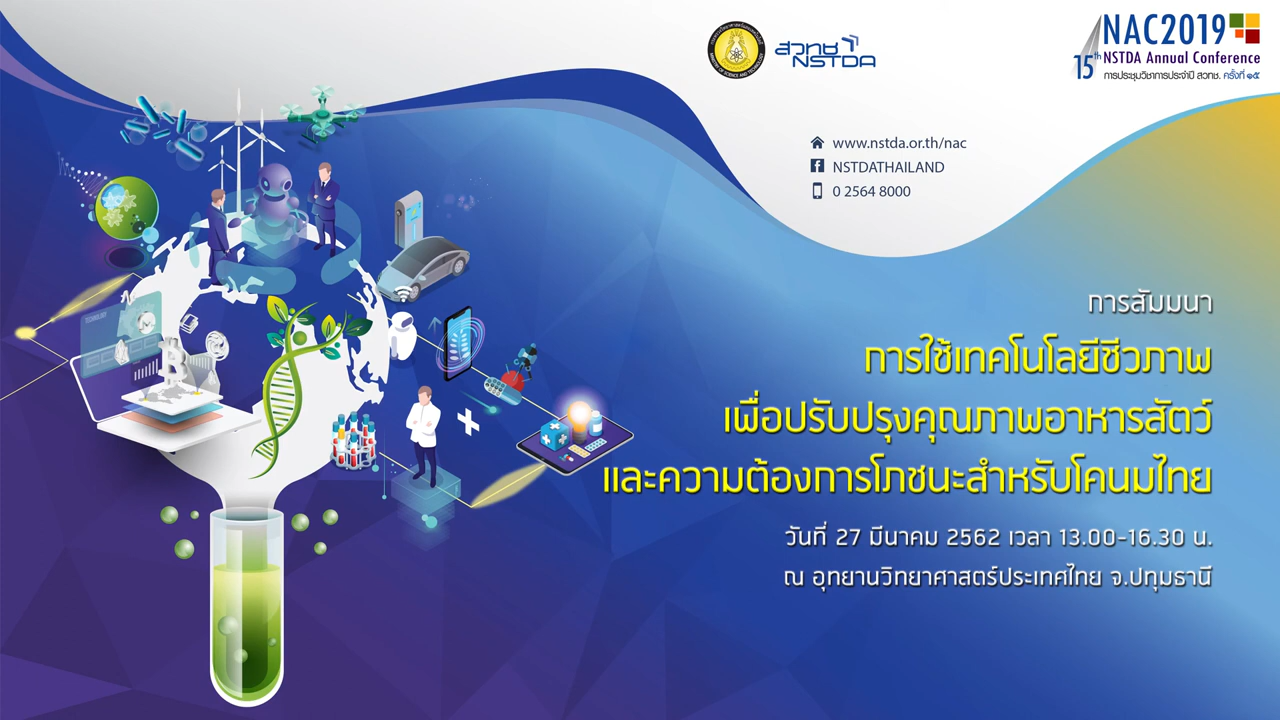 สวทช
NSTDA
NAC2019
15th NSTDA Annual Conference
การประชุมวิชาการประจำปี สวทช. ครั้งที่ ๑๕
www.nstda.or.th/nac
NSTDATHAILAND
0 2564 8000
การสัมมนา
การใช้เทคโนโลยีชีวภาพ
เพื่อปรับปรุงคุณภาพอาหารสัตว์
และความต้องการโภชนะสำหรับโคนมไทย
วันที่ 27 มีนาคม 2562 เวลา 13.00-16.30 น.
ณ อุทยานวิทยาศาสตร์ประเทศไทย จ.ปทุมธานี